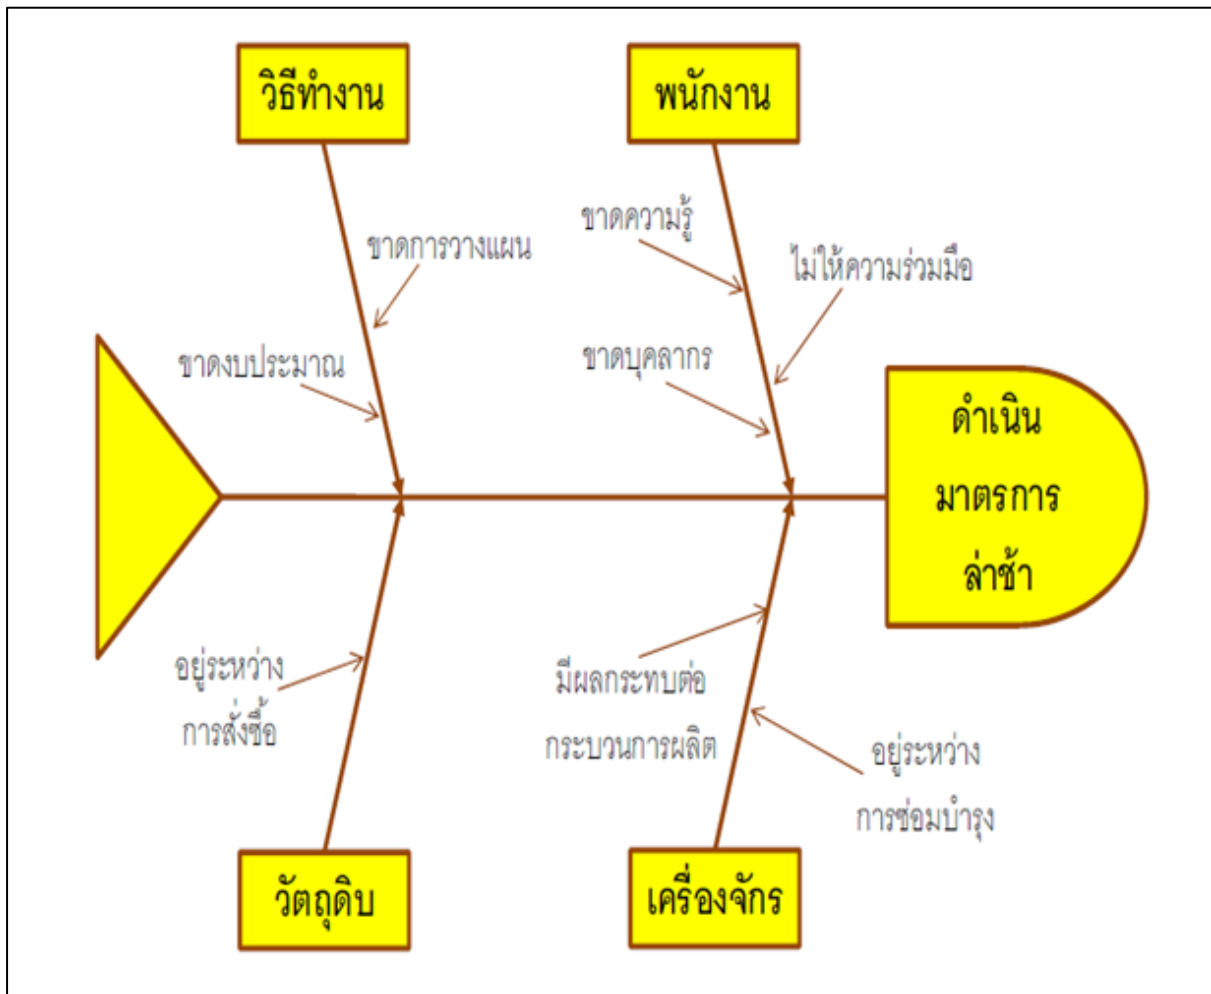 วิธีทำงาน
พนักงาน
ขาดความรู้
ขาดการวางแผน
ไม่ให้ความร่วมมือ
ขาดงบประมาณ
ขาดบุคลากร
ดำเนิน
มาตรการ
ล่าช้า
อยู่ระหว่าง
การสั่งซื้อ
มีผลกระทบต่อ
กระบวนการผลิต
อยู่ระหว่าง
การซ่อมบำรุง
วัตถุดิบ
เครื่องจักร